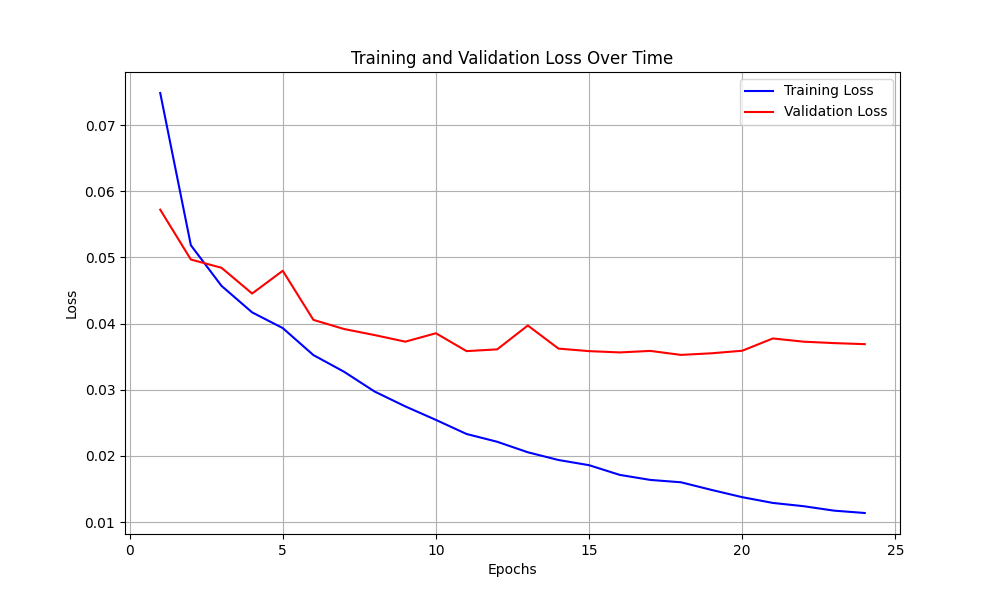 Training and Validation Loss Over Time
Training Loss
Validation Loss
0.07
0.06
0.05
0.04
0.03
0.02
0.01
Loss
0 5 10 15 20 25
Epochs